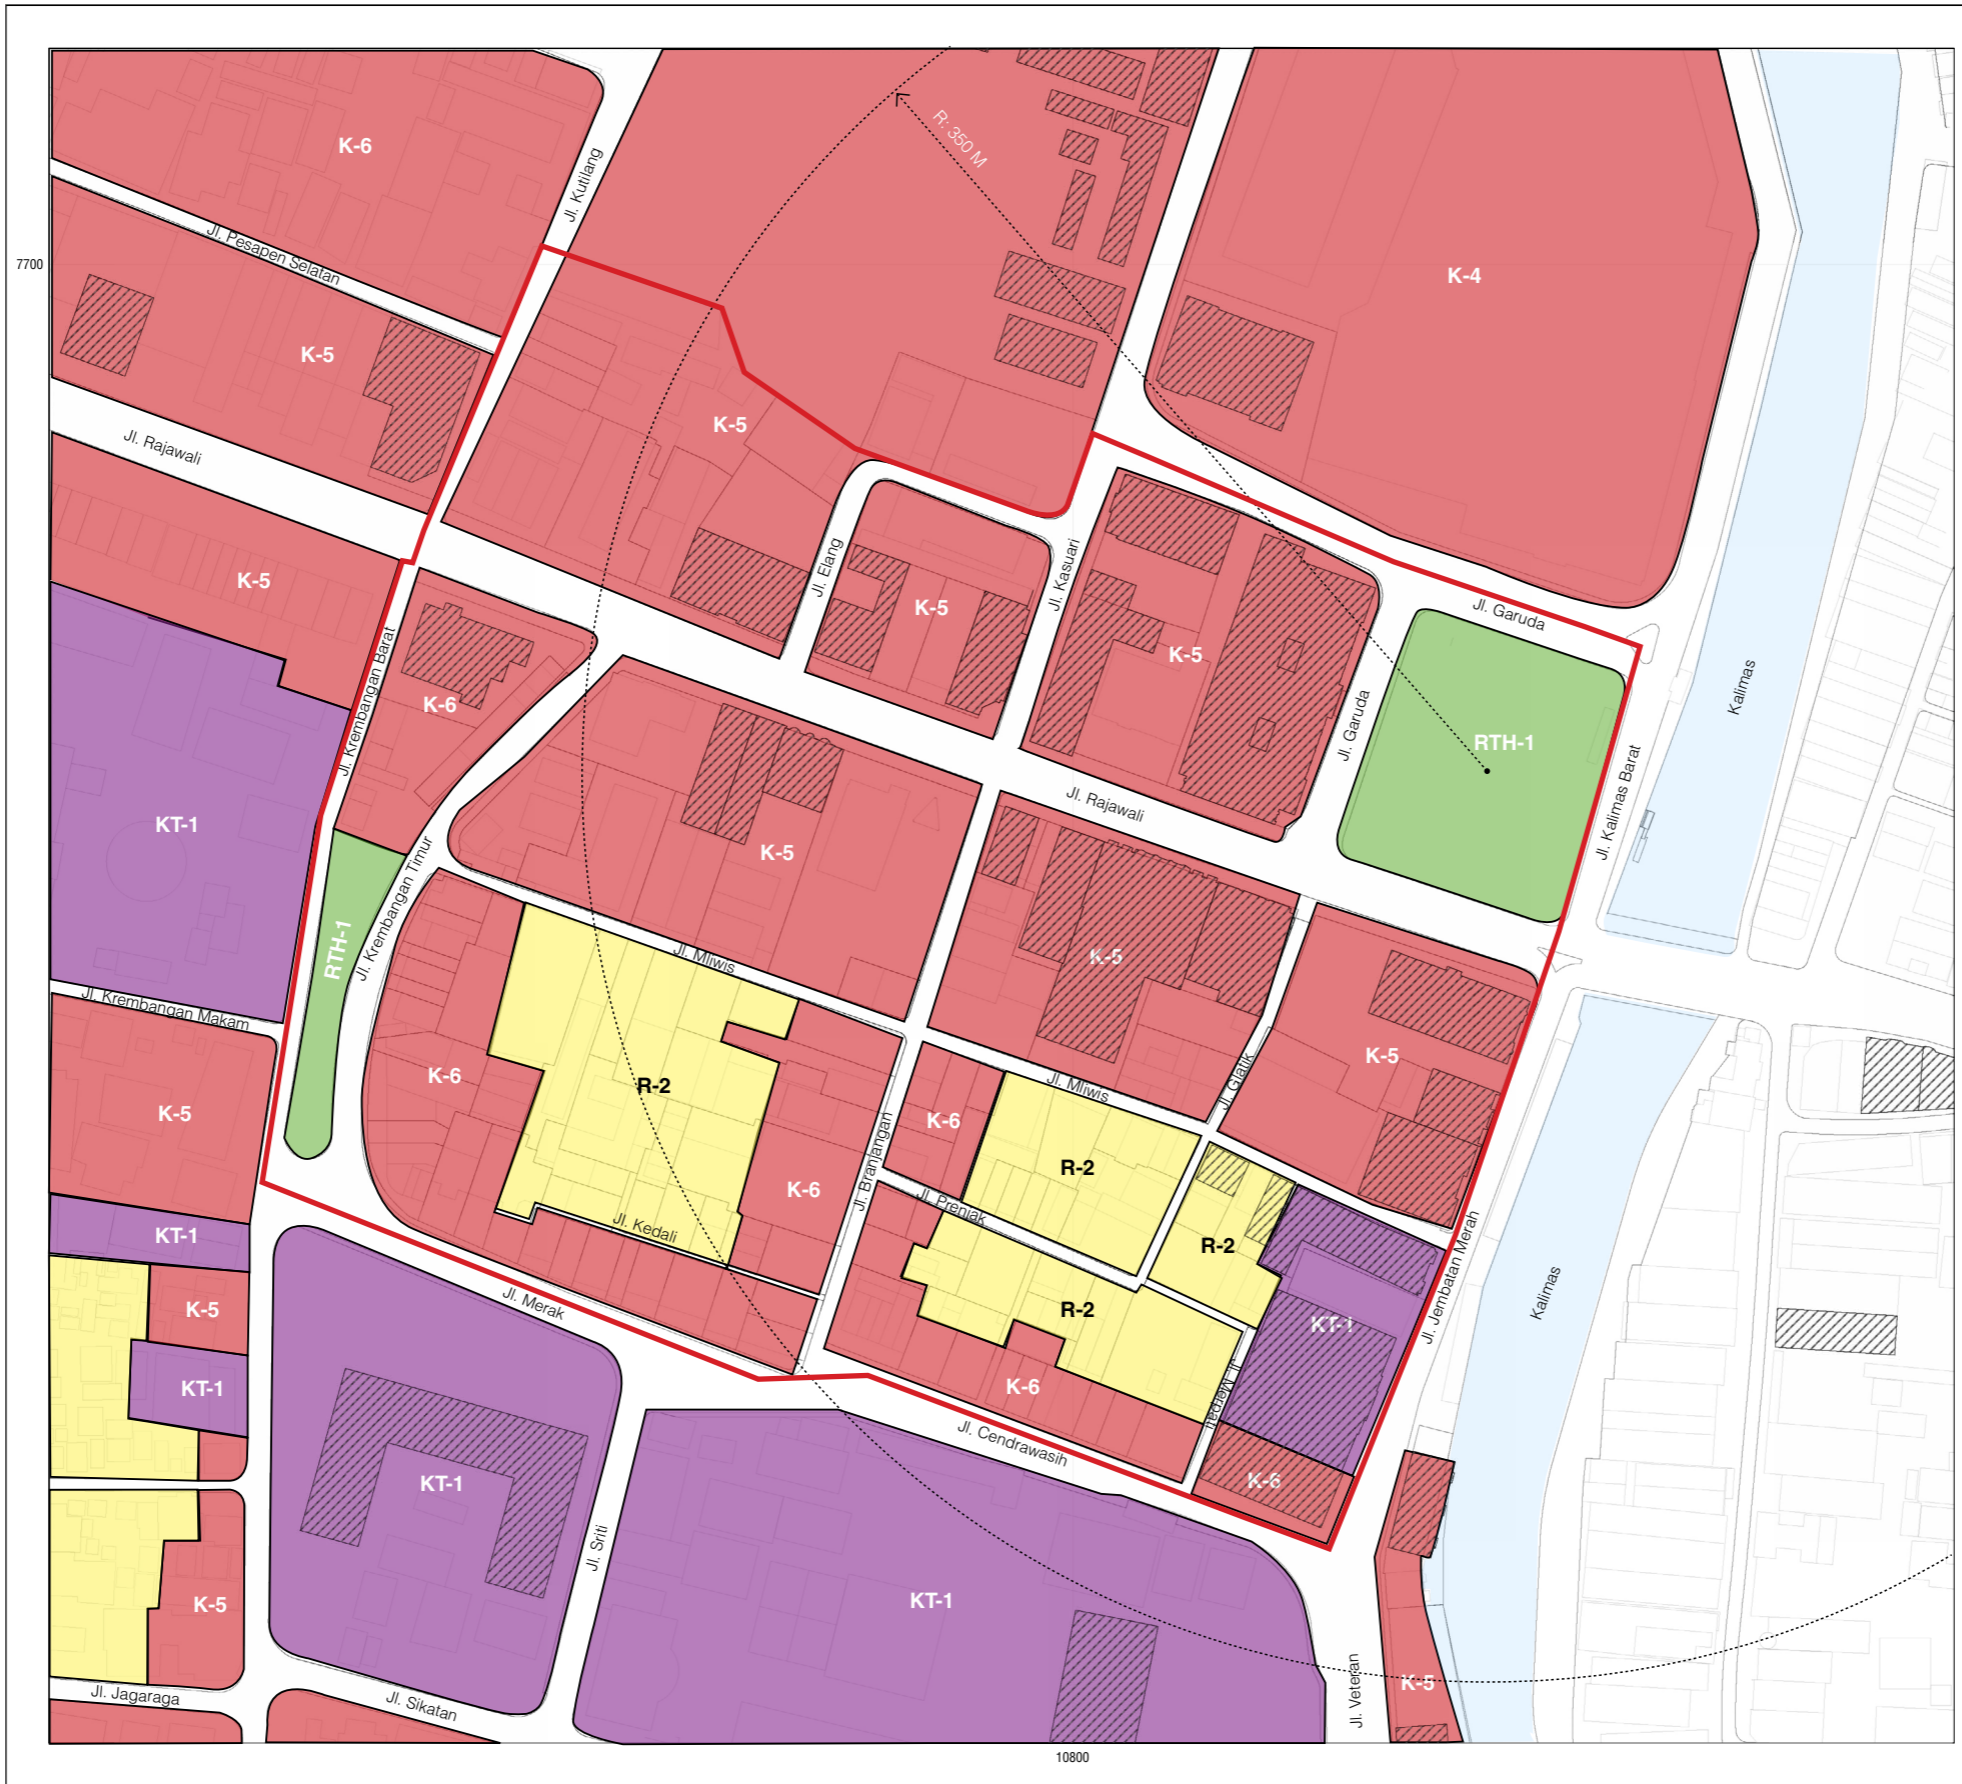 K-6
Jl. Kutilang
R: 350 M
Jl. Pesapen Selatan
7700
K-4
K-5
K-5
Jl. Rajawali
K-5
Jl. Elang
K-5
Jl. Kasuari
K-5
Jl. Garuda
Jl. Krembangan Barat
K-6
Kalimas
Jl. Garuda
RTH-1
Jl. Kalimas Barat
Jl. Rajawali
KT-1
K-5
Jl. Krembangan Timur
RTH-1
Jl. Mliwis
K-5
Jl. Krembangan Makam
K-5
K-6
R-2
Jl. Mliwis
Jl. Glatik
K-5
K-6
Jl. Branjangan
R-2
K-6
Jl. Prenjak
Jl. Kedali
R-2
KT-1
Jl. Merak
K-5
R-2
KT-1
Jl. Jembatan Merah
Kalimas
KT-1
K-6
Jl. Merpati
Jl. Cendrawasih
KT-1
K-6
Jl. Sriti
K-5
KT-1
Jl. Veteran
K-5
Jl. Jagaraga
Jl. Sikatan
10800